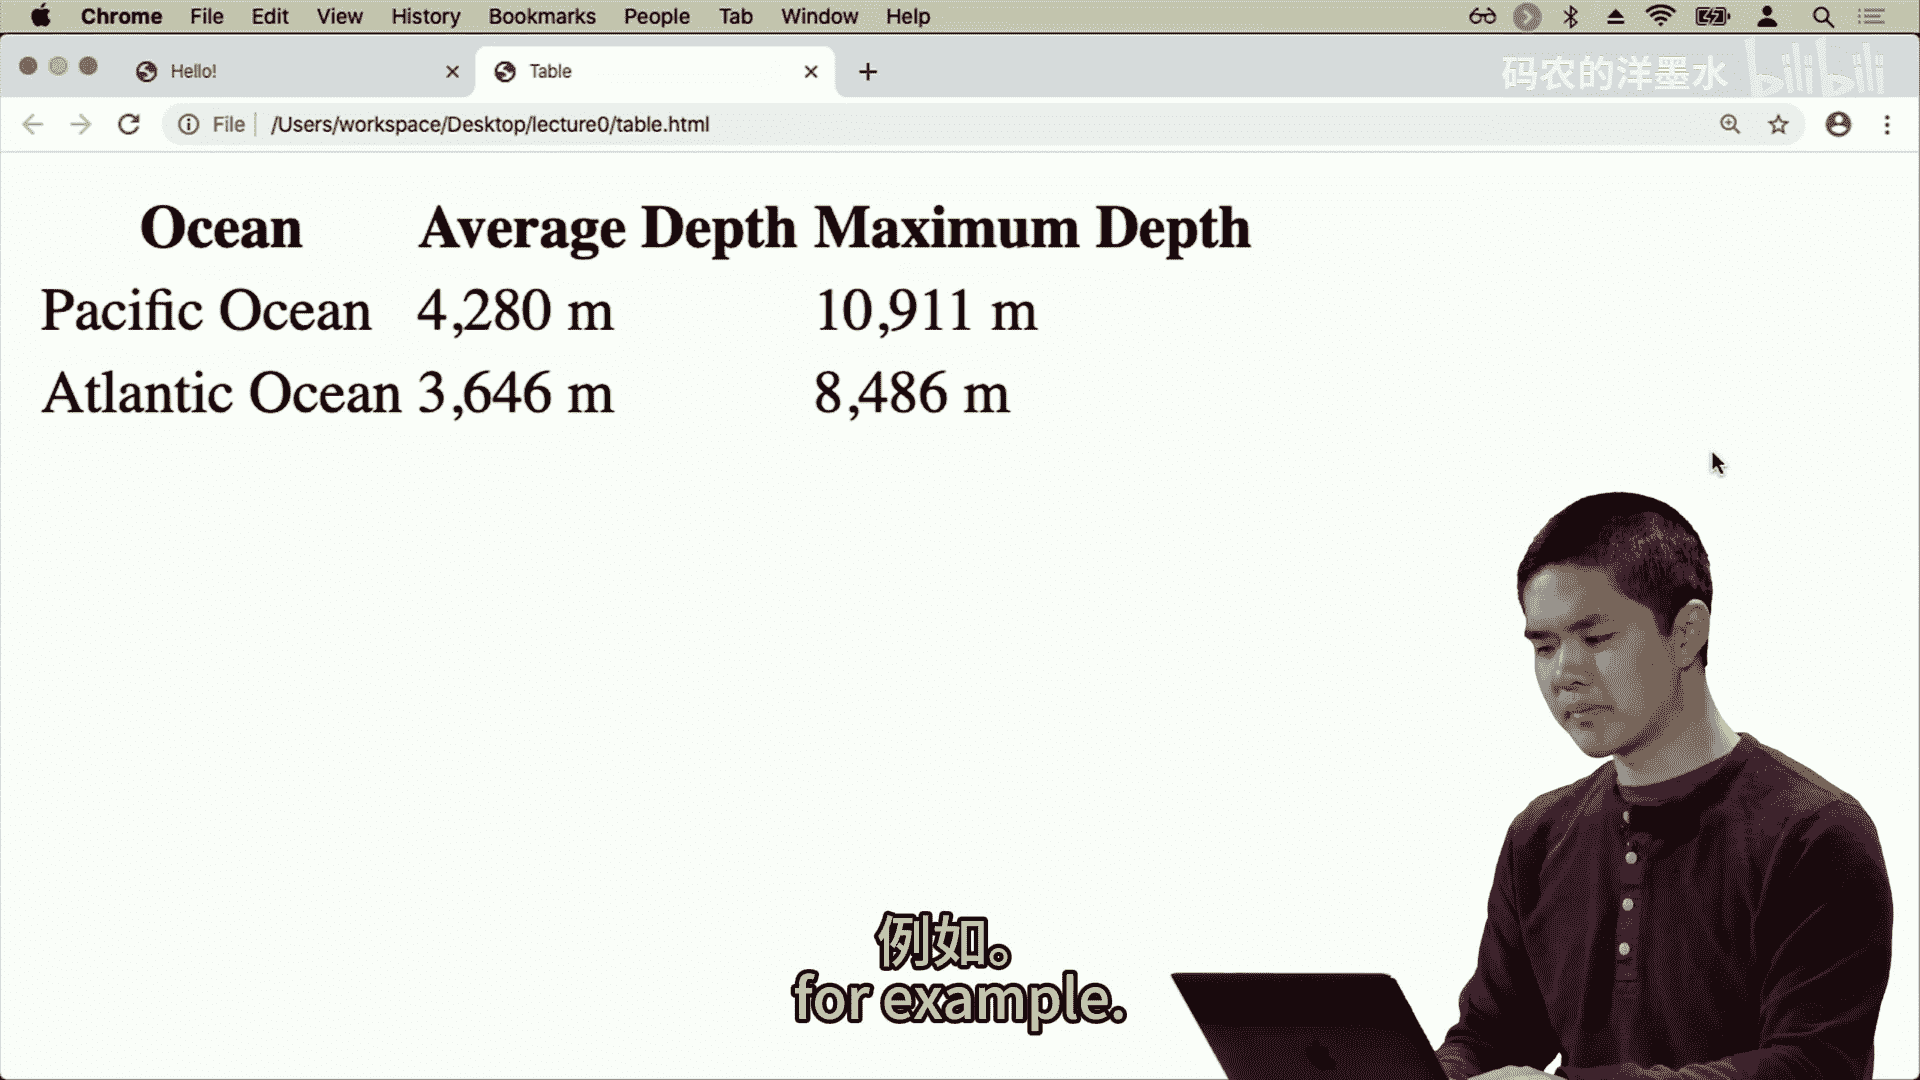 Chrome File Edit View History Bookmarks People Tab Window Help
Hello! Table
码农的洋墨水 bilibili
File /Users/workspace/Desktop/lecture0/table.html
Ocean Average Depth Maximum Depth
Pacific Ocean 4,280 m 10,911 m
Atlantic Ocean 3,646 m 8,486 m
例如。
for example.